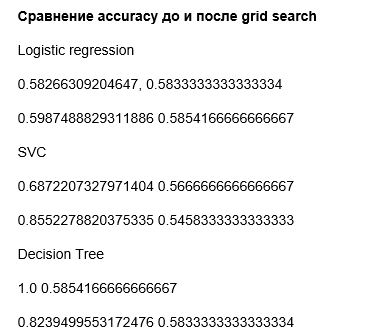 Сравнение accuracy до и после grid search
Logistic regression
0.58266309204647, 0.5833333333333334
0.5987488829311886 0.5854166666666667
SVC
0.6872207327971404 0.5666666666666667
0.8552278820375335 0.5458333333333333
Decision Tree
1.0 0.5854166666666667
0.8239499553172476 0.5833333333333334